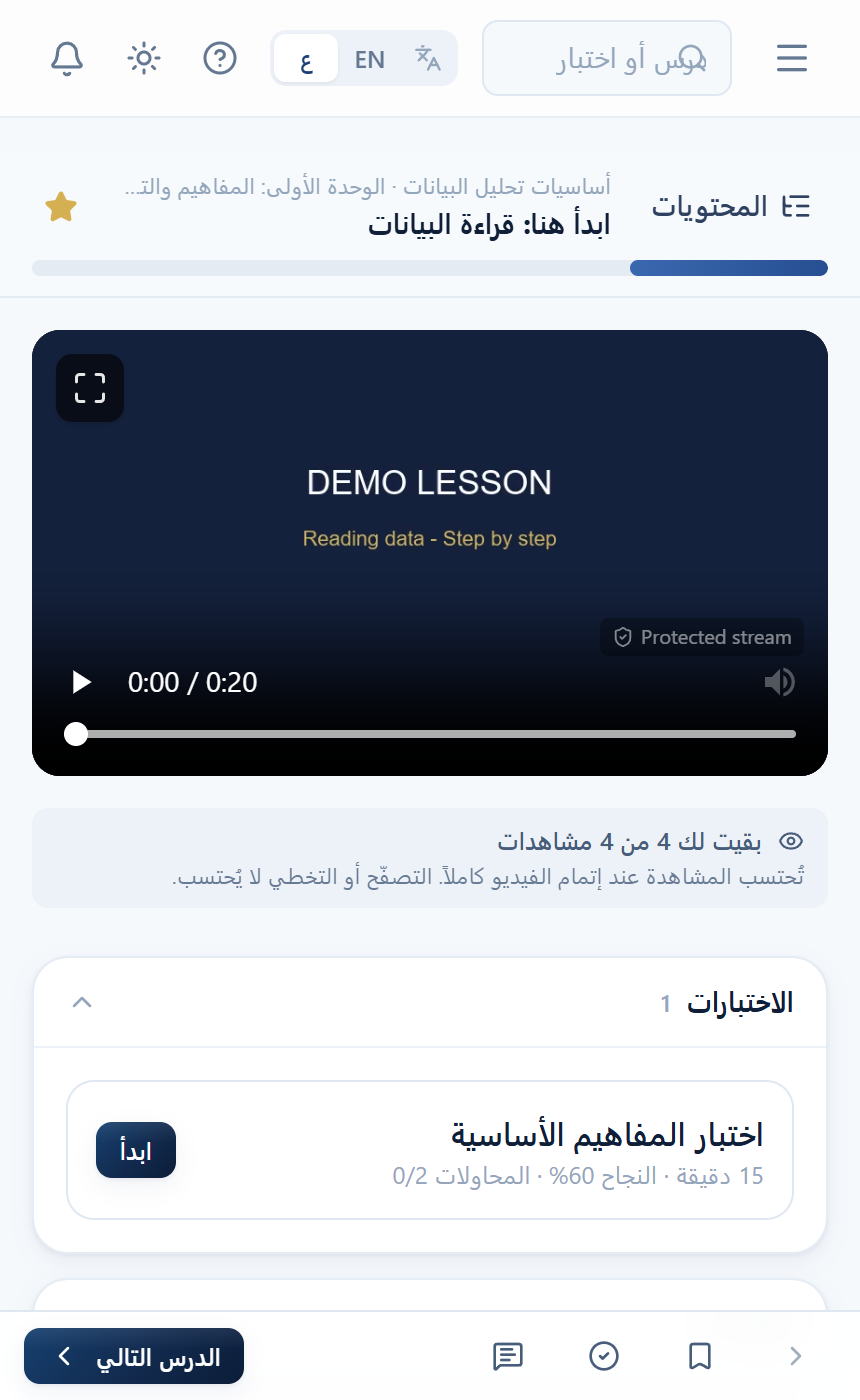 درس أو اختبار
EN
ع
المحتويات
أساسيات تحليل البيانات · الوحدة الأولى: المفاهيم والتـ...
ابدأ هنا: قراءة البيانات
DEMO LESSON
Reading data - Step by step
Protected stream
0:00 / 0:20
بقيت لك 4 من 4 مشاهدات
تُحتسب المشاهدة عند إتمام الفيديو كاملاً. التصفّح أو التخطي لا يُحتسب.
الاختبارات 1
اختبار المفاهيم الأساسية
15 دقيقة · النجاح 60% · المحاولات 0/2
ابدأ
الدرس التالي